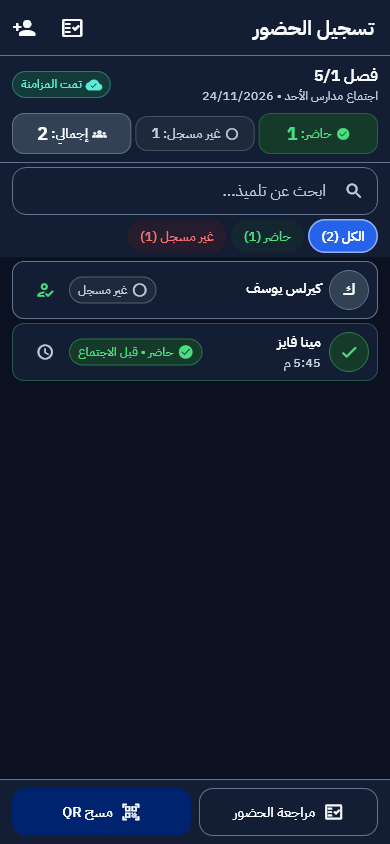 تسجيل الحضور
فصل 5/1
اجتماع مدارس الأحد • 24/11/2026
تمت المزامنة
حاضر: 1
غير مسجل: 1
إجمالي: 2
ابحث عن تلميذ...
الكل (2)
حاضر (1)
غير مسجل (1)
ك
كيرلس يوسف
غير مسجل
مينا فايز
5:45 م
حاضر • قبل الاجتماع
مراجعة الحضور
مسح QR